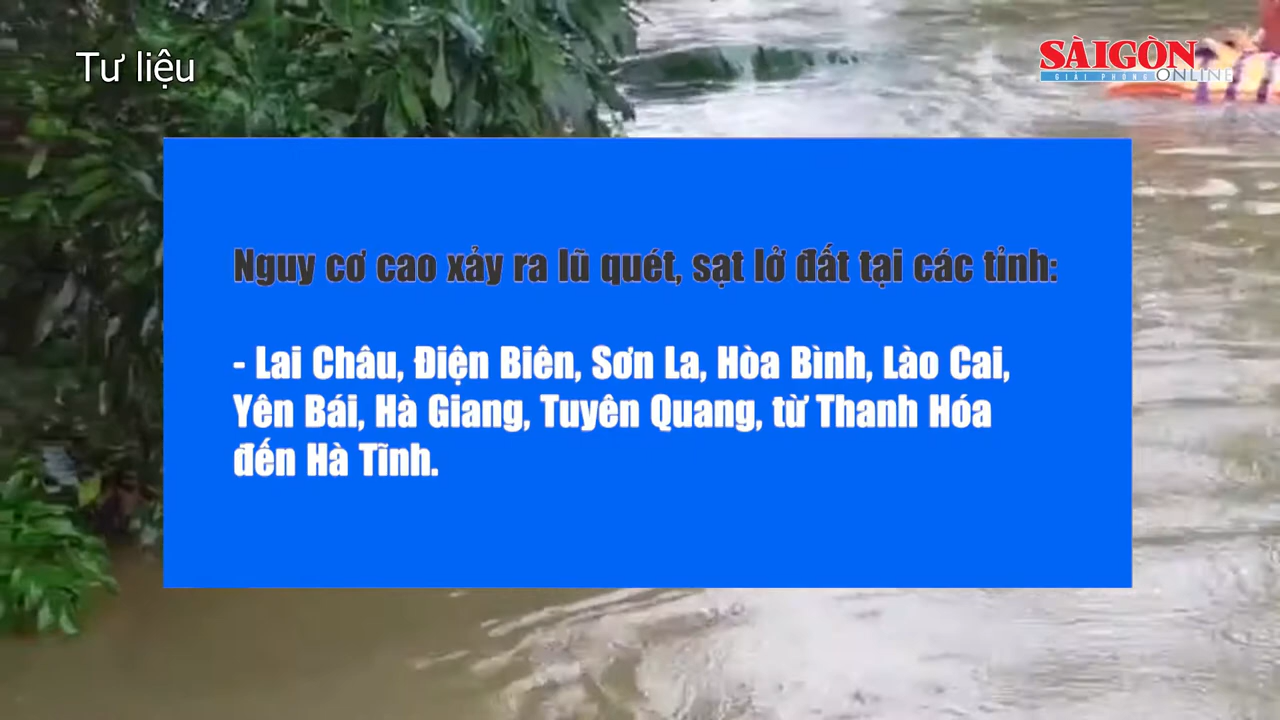 Tư liệu
SÀIGÒN
GIẢI PHÓNG
ONLINE
Nguy cơ cao xảy ra lũ quét, sạt lở đất tại các tỉnh:
- Lai Châu, Điện Biên, Sơn La, Hòa Bình, Lào Cai,
Yên Bái, Hà Giang, Tuyên Quang, từ Thanh Hóa
đến Hà Tĩnh.